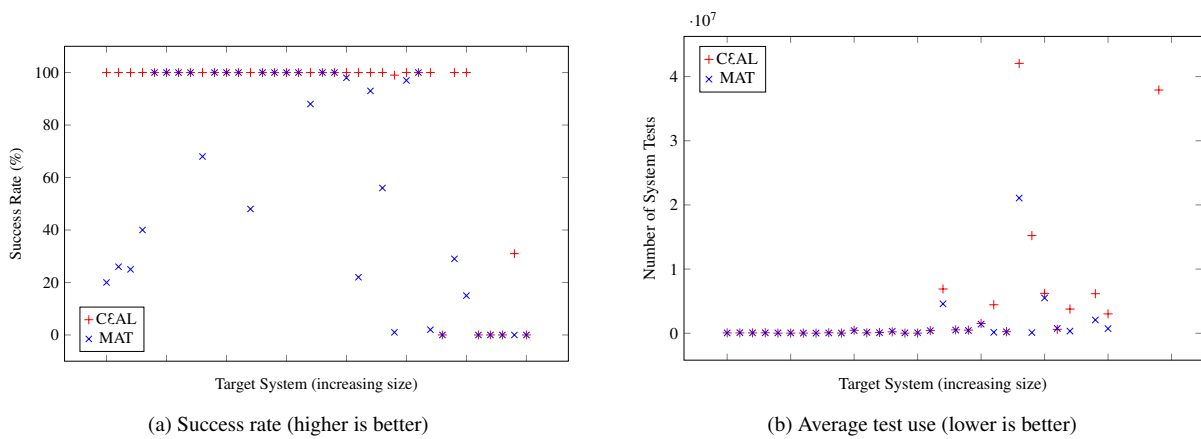 100
80
60
40
20
0
Success Rate (%)
CƐAL
MAT
Target System (increasing size)
(a) Success rate (higher is better)
·10⁷
4
3
2
1
0
Number of System Tests
CƐAL
MAT
Target System (increasing size)
(b) Average test use (lower is better)